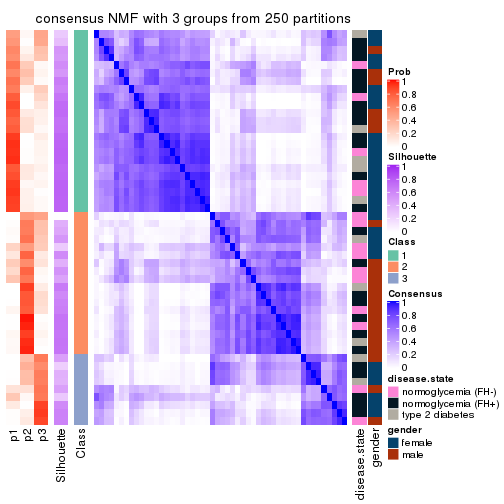 consensus NMF with 3 groups from 250 partitions
Prob
1
0.8
0.6
0.4
0.2
0
Silhouette
1
0.8
0.6
0.4
0.2
0
Class
1
2
3
Consensus
1
0.8
0.6
0.4
0.2
0
disease.state
normoglycemia (FH-)
normoglycemia (FH+)
type 2 diabetes
gender
female
male
p1
p2
p3
Silhouette
Class
disease.state
gender